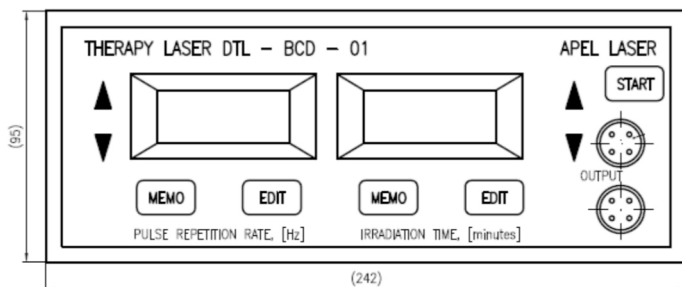 THERAPY LASER DTL - BCD - 01
APEL LASER
START
(95)
OUTPUT
MEMO
EDIT
MEMO
EDIT
PULSE REPETITION RATE, [Hz]
IRRADIATION TIME, [minutes]
(242)